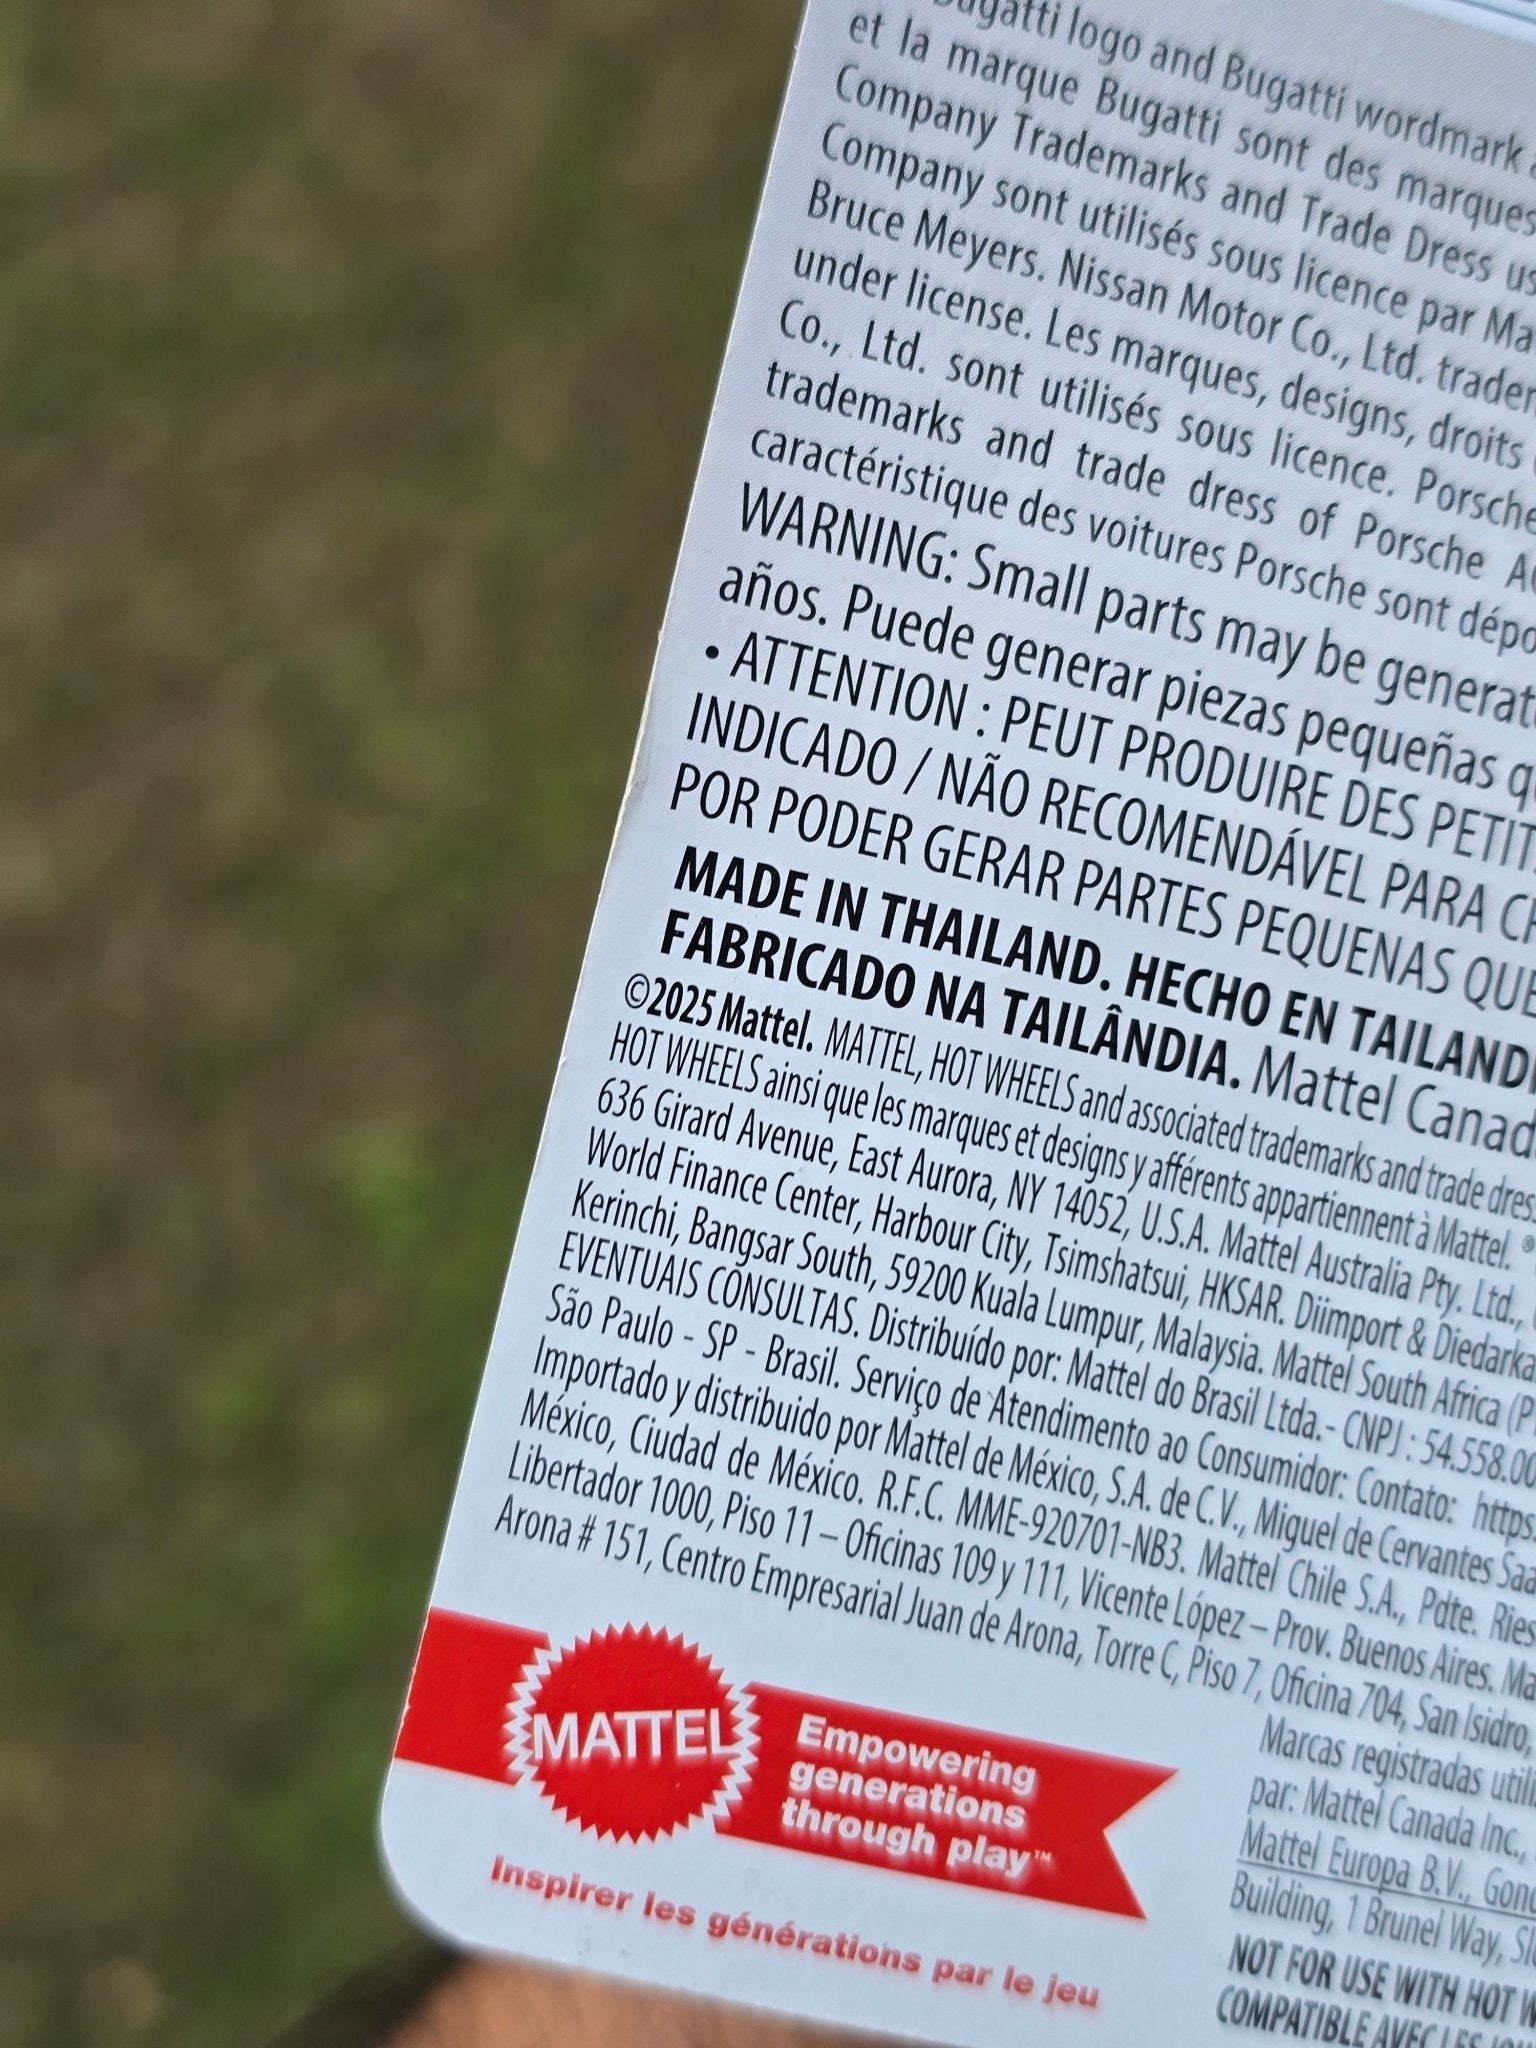 Bugatti logo and Bugatti wordmark
et la marque Bugatti sont des marques
Company Trademarks and Trade Dress
Company sont utilisés sous licence par
Bruce Meyers. Nissan Motor Co., Ltd.
under license. Les marques, designs, droits
Co., Ltd. sont utilisés sous licence. Porsche
trademarks and trade dress of Porsche
caractéristique des voitures Porsche sont
WARNING: Small parts may be
años. Puede generar piezas pequeñas
• ATTENTION : PEUT PRODUIRE DES
INDICADO / NÃO RECOMENDÁVEL PARA
POR PODER GERAR PARTES PEQUENAS QUE
MADE IN THAILAND. HECHO EN
FABRICADO NA TAILÂNDIA. Mattel
©2025 Mattel. MATTEL, HOT WHEELS and associated trademarks and trade
HOT WHEELS ainsi que les marques et designs y afférents appartiennent à Mattel.
636 Girard Avenue, East Aurora, NY 14052, U.S.A. Mattel Australia Pty. Ltd.,
World Finance Center, Harbour City, Tsimshatsui, HKSAR. Diimport &
Kerinchi, Bangsar South, 59200 Kuala Lumpur, Malaysia. Mattel South Africa
EVENTUAIS CONSULTAS. Distribuído por: Mattel do Brasil Ltda.- CNPJ :
São Paulo - SP - Brasil. Serviço de Atendimento ao Consumidor: Contato:
Importado y distribuido por Mattel de México, S.A. de C.V., Miguel de Cervantes
México, Ciudad de México. R.F.C. MME-920701-NB3. Mattel Chile S.A., Pdte.
Libertador 1000, Piso 11 – Oficinas 109 y 111, Vicente López – Prov. Buenos Aires.
Arona # 151, Centro Empresarial Juan de Arona, Torre C, Piso 7, Oficina 704, San Isidro,
MATTEL
Empowering
generations
through play™
Inspirer les générations par le jeu
Marcas registradas
par: Mattel Canada Inc.,
Mattel Europa B.V.,
Building, 1 Brunel Way,
NOT FOR USE WITH HOT
COMPATIBLE AVEC LES